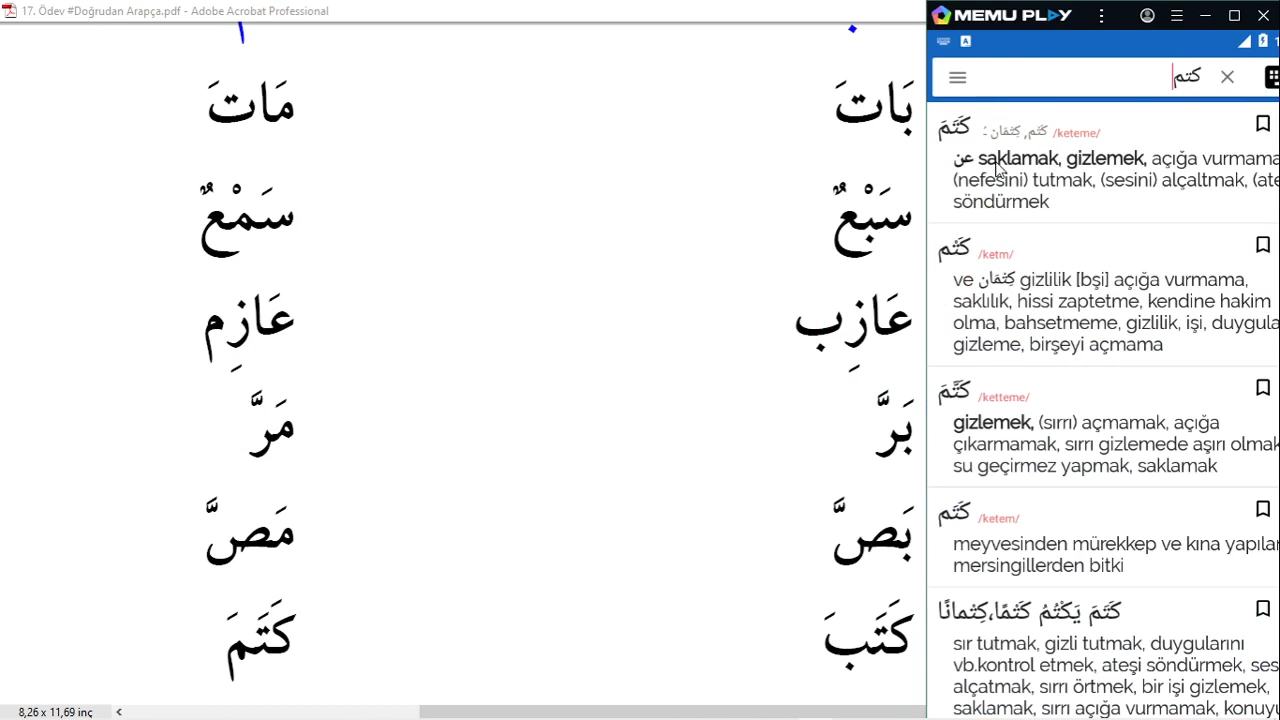 17. Ödev #Doğrudan Arapça.pdf - Adobe Acrobat Professional
MEMU PLAY
كتم
بَاتَ مَاتَ
سَبْعٌ سَمْعٌ
عَازِب عَازِم
بَرَّ مَرَّ
بَصَّ مَصَّ
كَتَبَ كَتَمَ
كَتَمَ /keteme/ كَتْم, كِتْمَان ـُ
عن saklamak, gizlemek, açığa vurmama
(nefesini) tutmak, (sesini) alçaltmak, (ate
söndürmek
كَتْم /ketm/
ve كِتْمَان gizlilik [bşi] açığa vurmama,
saklılık, hissi zaptetme, kendine hakim
olma, bahsetmeme, gizlilik, işi, duygula
gizleme, birşeyi açmama
كَتَّمَ /ketteme/
gizlemek, (sırrı) açmamak, açığa
çıkarmamak, sırrı gizlemede aşırı olmak
su geçirmez yapmak, saklamak
كَتَم /ketem/
meyvesinden mürekkep ve kına yapılan
mersingillerden bitki
كَتَمَ يَكْتُمُ كَتْمًا،كِتْمانًا
sır tutmak, gizli tutmak, duygularını
vb.kontrol etmek, ateşi söndürmek, ses
alçatmak, sırrı örtmek, bir işi gizlemek,
saklamak, sırrı açığa vurmamak, konuyu
8,26 x 11,69 inç